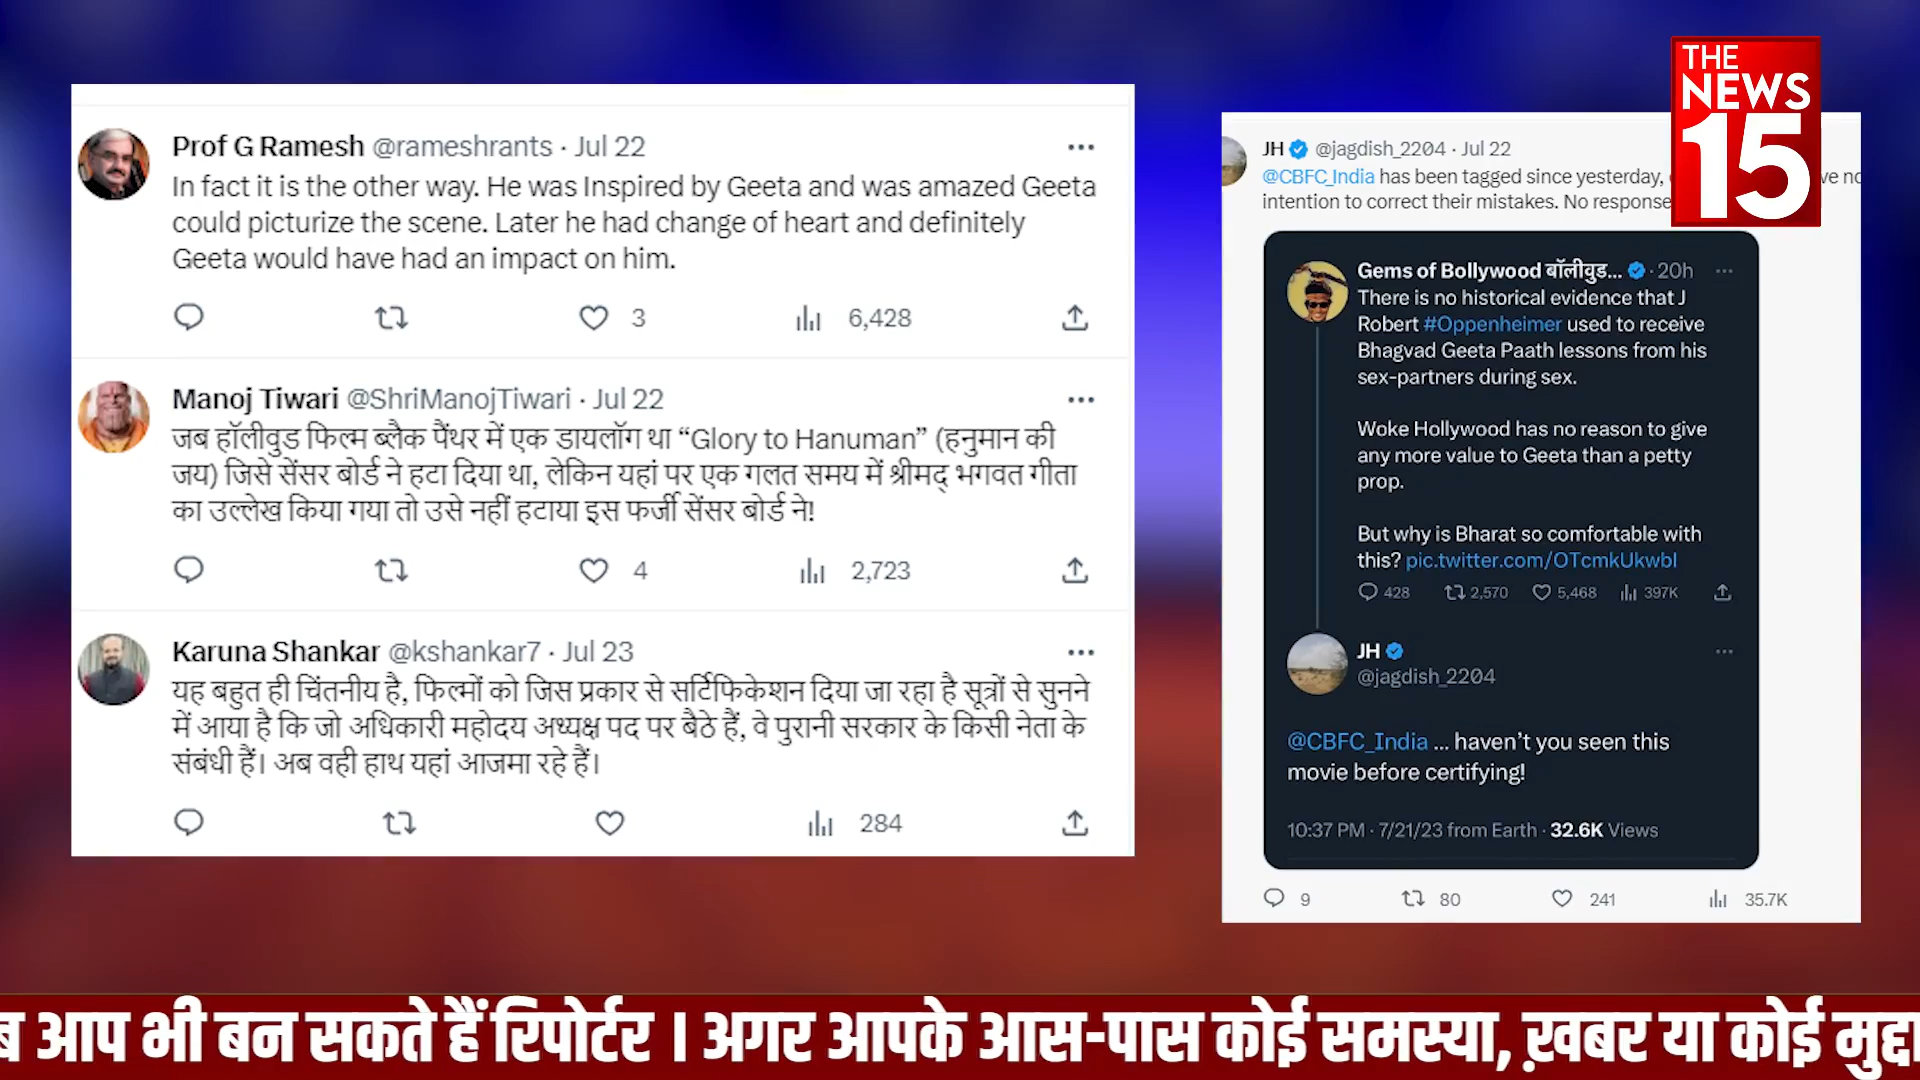 Prof G Ramesh @rameshrants · Jul 22
In fact it is the other way. He was Inspired by Geeta and was amazed Geeta
could picturize the scene. Later he had change of heart and definitely
Geeta would have had an impact on him.
3 6,428
Manoj Tiwari @ShriManojTiwari · Jul 22
जब हॉलीवुड फिल्म ब्लैक पैंथर में एक डायलॉग था “Glory to Hanuman” (हनुमान की
जय) जिसे सेंसर बोर्ड ने हटा दिया था, लेकिन यहां पर एक गलत समय में श्रीमद् भगवत गीता
का उल्लेख किया गया तो उसे नहीं हटाया इस फर्जी सेंसर बोर्ड ने!
4 2,723
Karuna Shankar @kshankar7 · Jul 23
यह बहुत ही चिंतनीय है, फिल्मों को जिस प्रकार से सर्टिफिकेशन दिया जा रहा है सूत्रों से सुनने
में आया है कि जो अधिकारी महोदय अध्यक्ष पद पर बैठे हैं, वे पुरानी सरकार के किसी नेता के
संबंधी हैं। अब वही हाथ यहां आजमा रहे हैं।
284
THE
NEWS
15
JH @jagdish_2204 · Jul 22
@CBFC_India has been tagged since yesterday,
intention to correct their mistakes. No response
Gems of Bollywood बॉलीवुड... · 20h
There is no historical evidence that J
Robert #Oppenheimer used to receive
Bhagvad Geeta Paath lessons from his
sex-partners during sex.
Woke Hollywood has no reason to give
any more value to Geeta than a petty
prop.
But why is Bharat so comfortable with
this? pic.twitter.com/OTcmkUkwbI
428 2,570 5,468 397K
JH
@jagdish_2204
@CBFC_India ... haven’t you seen this
movie before certifying!
10:37 PM · 7/21/23 from Earth · 32.6K Views
9 80 241 35.7K
आप भी बन सकते हैं रिपोर्टर । अगर आपके आस-पास कोई समस्या, ख़बर या कोई मुद्दा